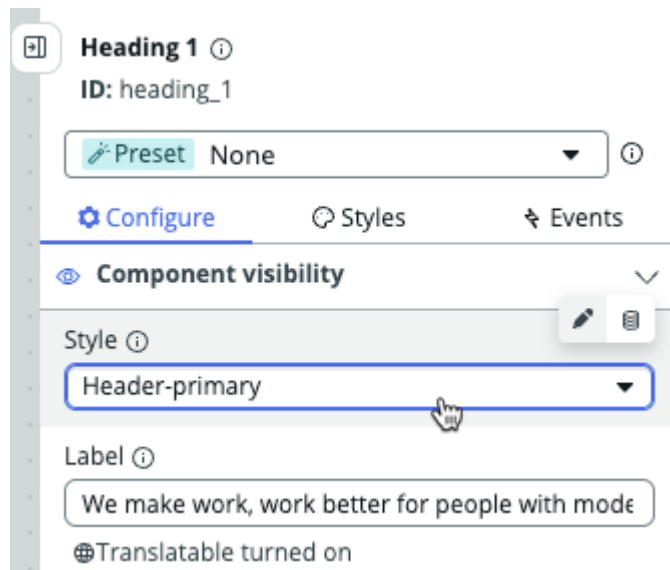 Heading 1
ID: heading_1
Preset None
Configure Styles Events
Component visibility
Style
Header-primary
Label
We make work, work better for people with mode
Translatable turned on